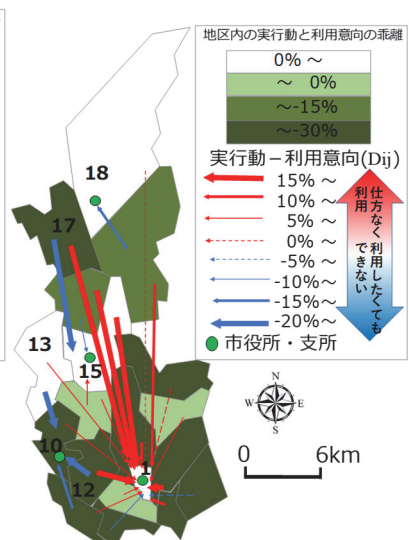 地区内の実行動と利用意向の乖離
0%～
～ 0%
～-15%
～-30%
実行動－利用意向(Dij)
15%～
10%～
5%～
0%～
-5%～
-10%～
-15%～
-20%～
仕方なく利用
利用したくてもできない
市役所・支所
18
17
13
15
10
12
1
N
W
E
S
0
6km